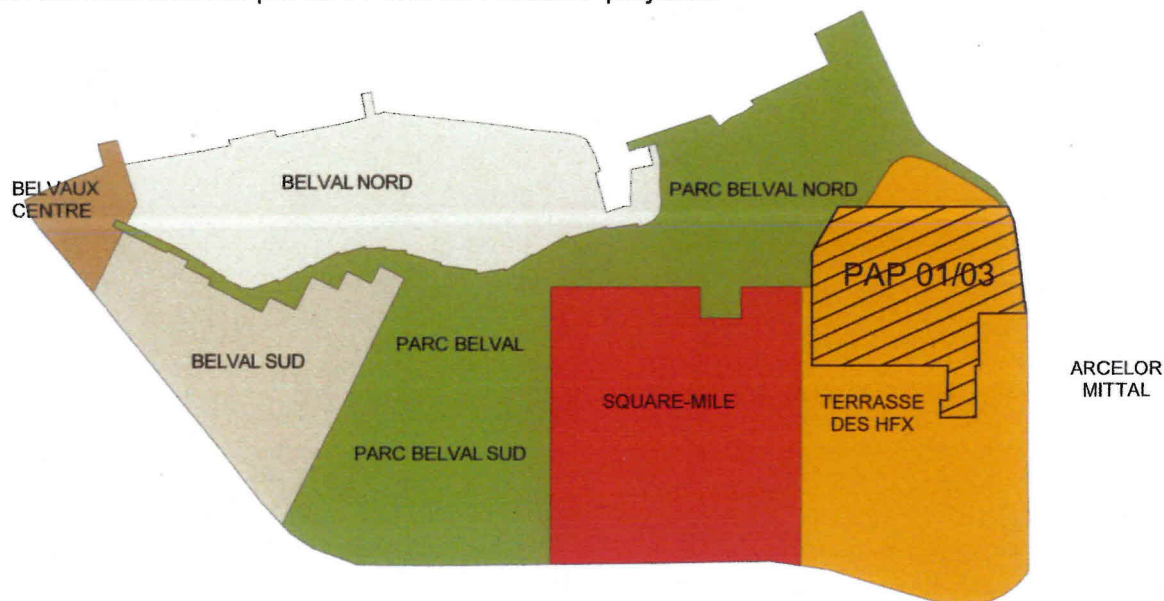 BELVAUX
CENTRE
BELVAL NORD
PARC BELVAL NORD
PAP 01/03
BELVAL SUD
PARC BELVAL
SQUARE-MILE
TERRASSE
DES HFX
ARCELOR
MITTAL
PARC BELVAL SUD